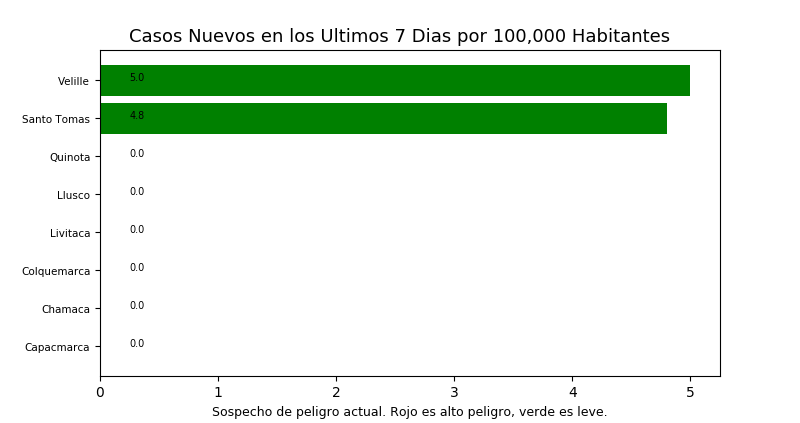 Casos Nuevos en los Ultimos 7 Dias por 100,000 Habitantes
Velille 5.0
Santo Tomas 4.8
Quinota 0.0
Llusco 0.0
Livitaca 0.0
Colquemarca 0.0
Chamaca 0.0
Capacmarca 0.0
0 1 2 3 4 5
Sospecho de peligro actual. Rojo es alto peligro, verde es leve.